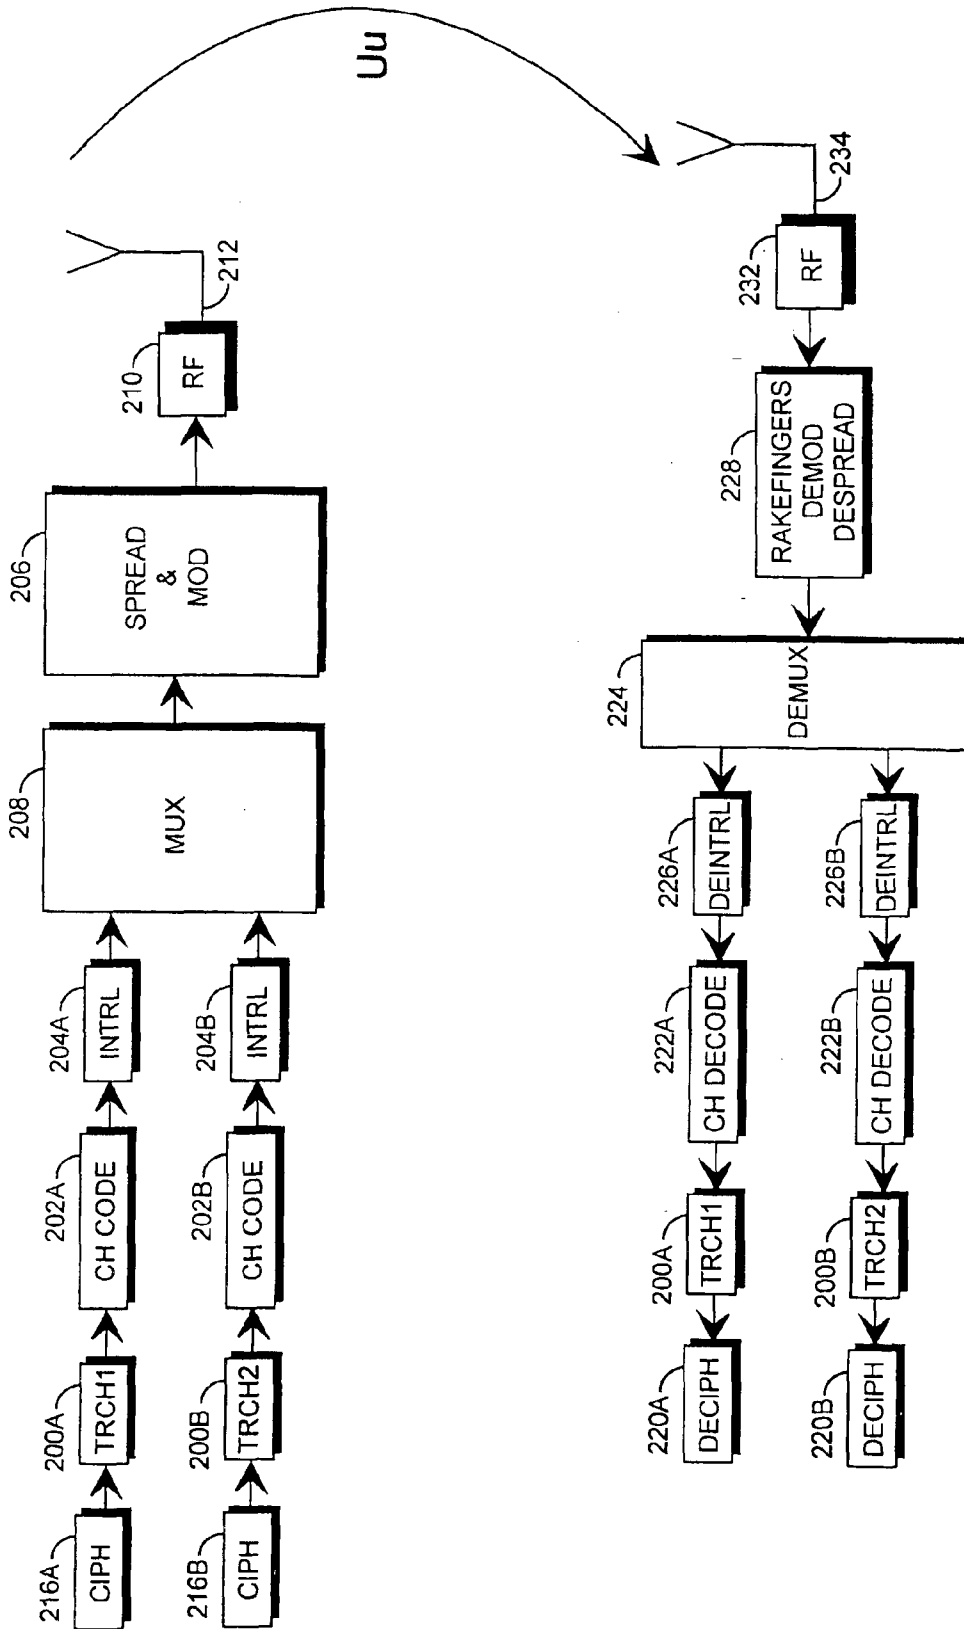 216A
CIPH
200A
TRCH1
202A
CH CODE
204A
INTRL
216B
CIPH
200B
TRCH2
202B
CH CODE
204B
INTRL
208
MUX
206
SPREAD
&
MOD
210
RF
212
Uu
220A
DECIPH
200A
TRCH1
222A
CH DECODE
226A
DEINTRL
220B
DECIPH
200B
TRCH2
222B
CH DECODE
226B
DEINTRL
224
DEMUX
228
RAKEFINGERS
DEMOD
DESPREAD
232
RF
234